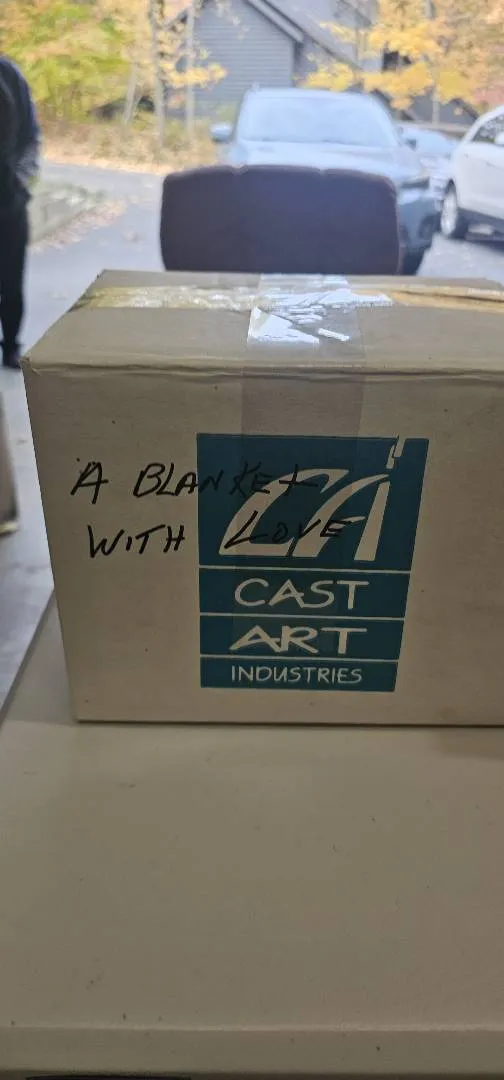 A BLANKET
WITH LOVE
CA
CAST
ART
INDUSTRIES